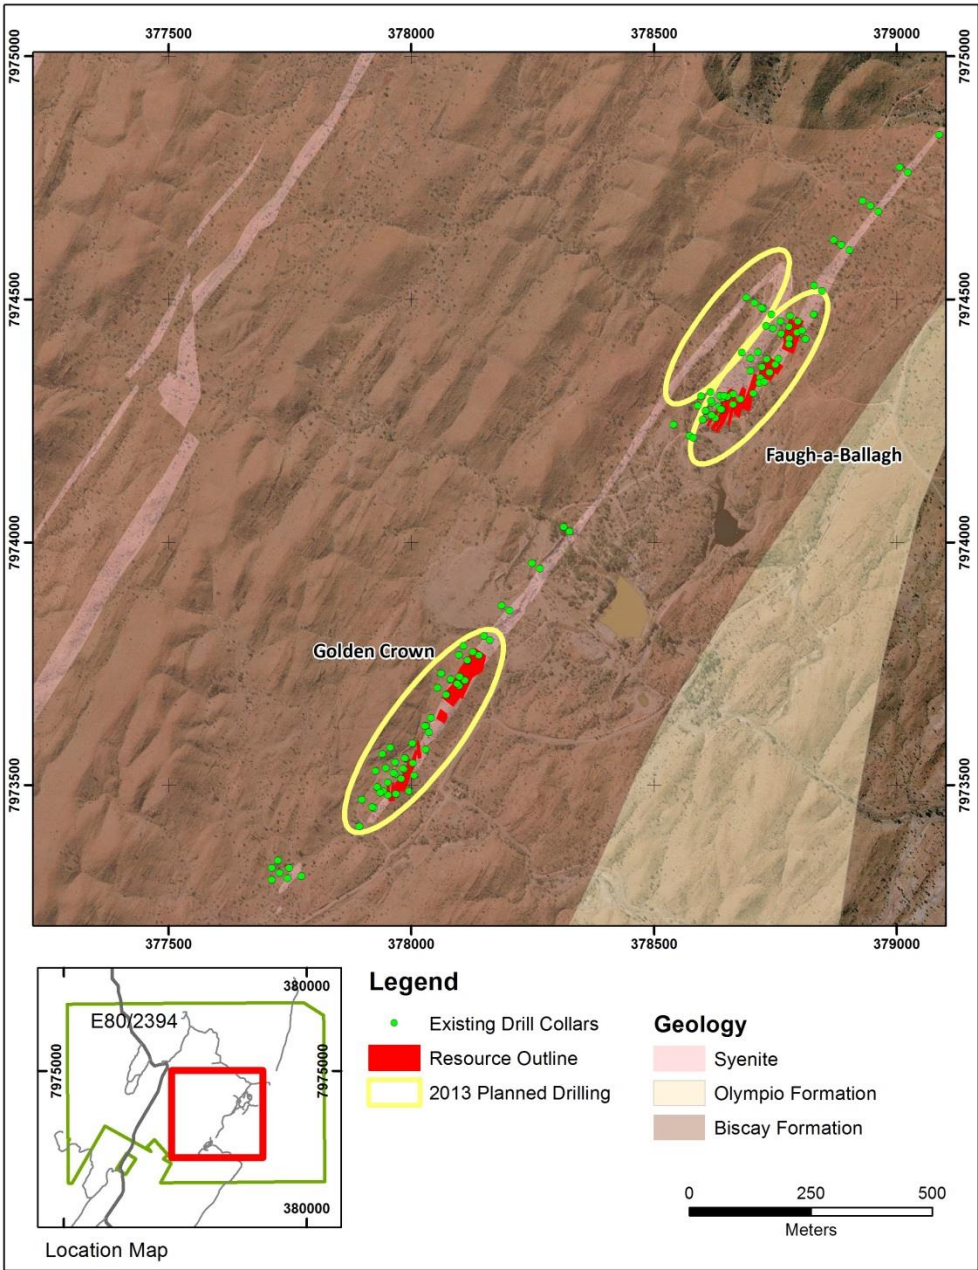 377500 378000 378500 379000
7975000 7975000
7974500 7974500
Faugh-a-Ballagh
7974000 7974000
Golden Crown
7973500 7973500
377500 378000 378500 379000
380000
E80/2394
7975000 7975000
380000
Location Map
Legend
Existing Drill Collars
Resource Outline
2013 Planned Drilling
Geology
Syenite
Olympio Formation
Biscay Formation
0 250 500
Meters